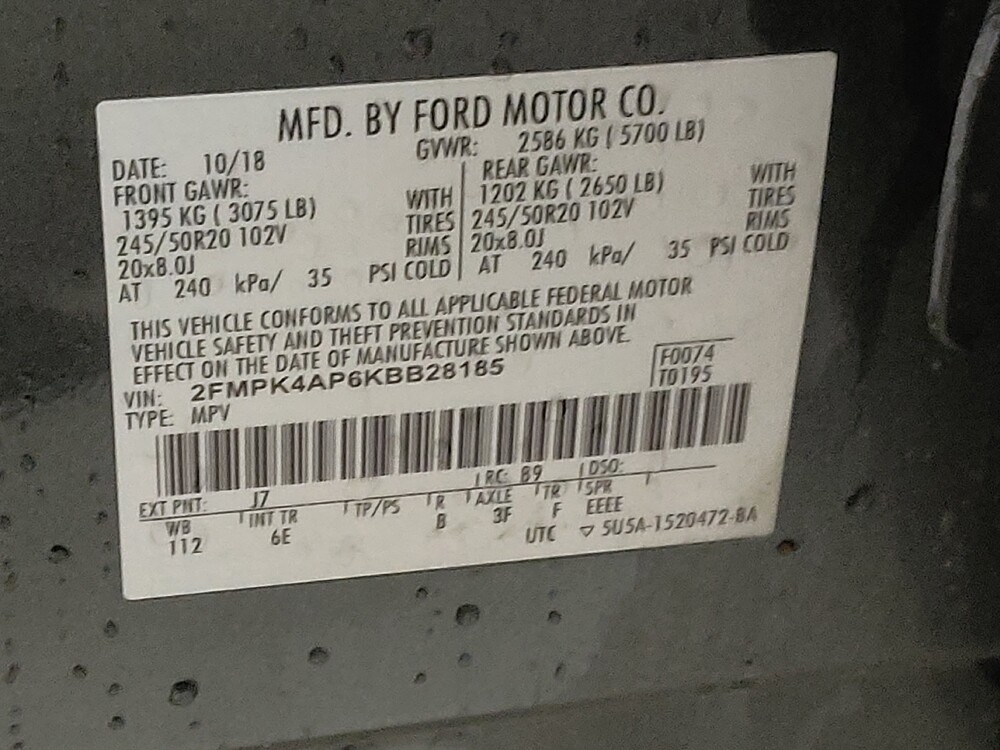 MFD. BY FORD MOTOR CO.
DATE: 10/18 GVWR: 2586 KG ( 5700 LB)
FRONT GAWR: REAR GAWR:
1395 KG ( 3075 LB) WITH 1202 KG ( 2650 LB) WITH
245/50R20 102V TIRES 245/50R20 102V TIRES
20x8.0J RIMS 20x8.0J RIMS
AT 240 kPa/ 35 PSI COLD AT 240 kPa/ 35 PSI COLD
THIS VEHICLE CONFORMS TO ALL APPLICABLE FEDERAL MOTOR
VEHICLE SAFETY AND THEFT PREVENTION STANDARDS IN
EFFECT ON THE DATE OF MANUFACTURE SHOWN ABOVE.
VIN: 2FMPK4AP6KBB28185 F0074
TYPE: MPV T0195
EXT PNT: J7 RC: B9 DSO:
WB INT TR TP/PS R AXLE TR SPR
112 6E B 3F F EEEE
UTC ▽ 5U5A-1520472-BA